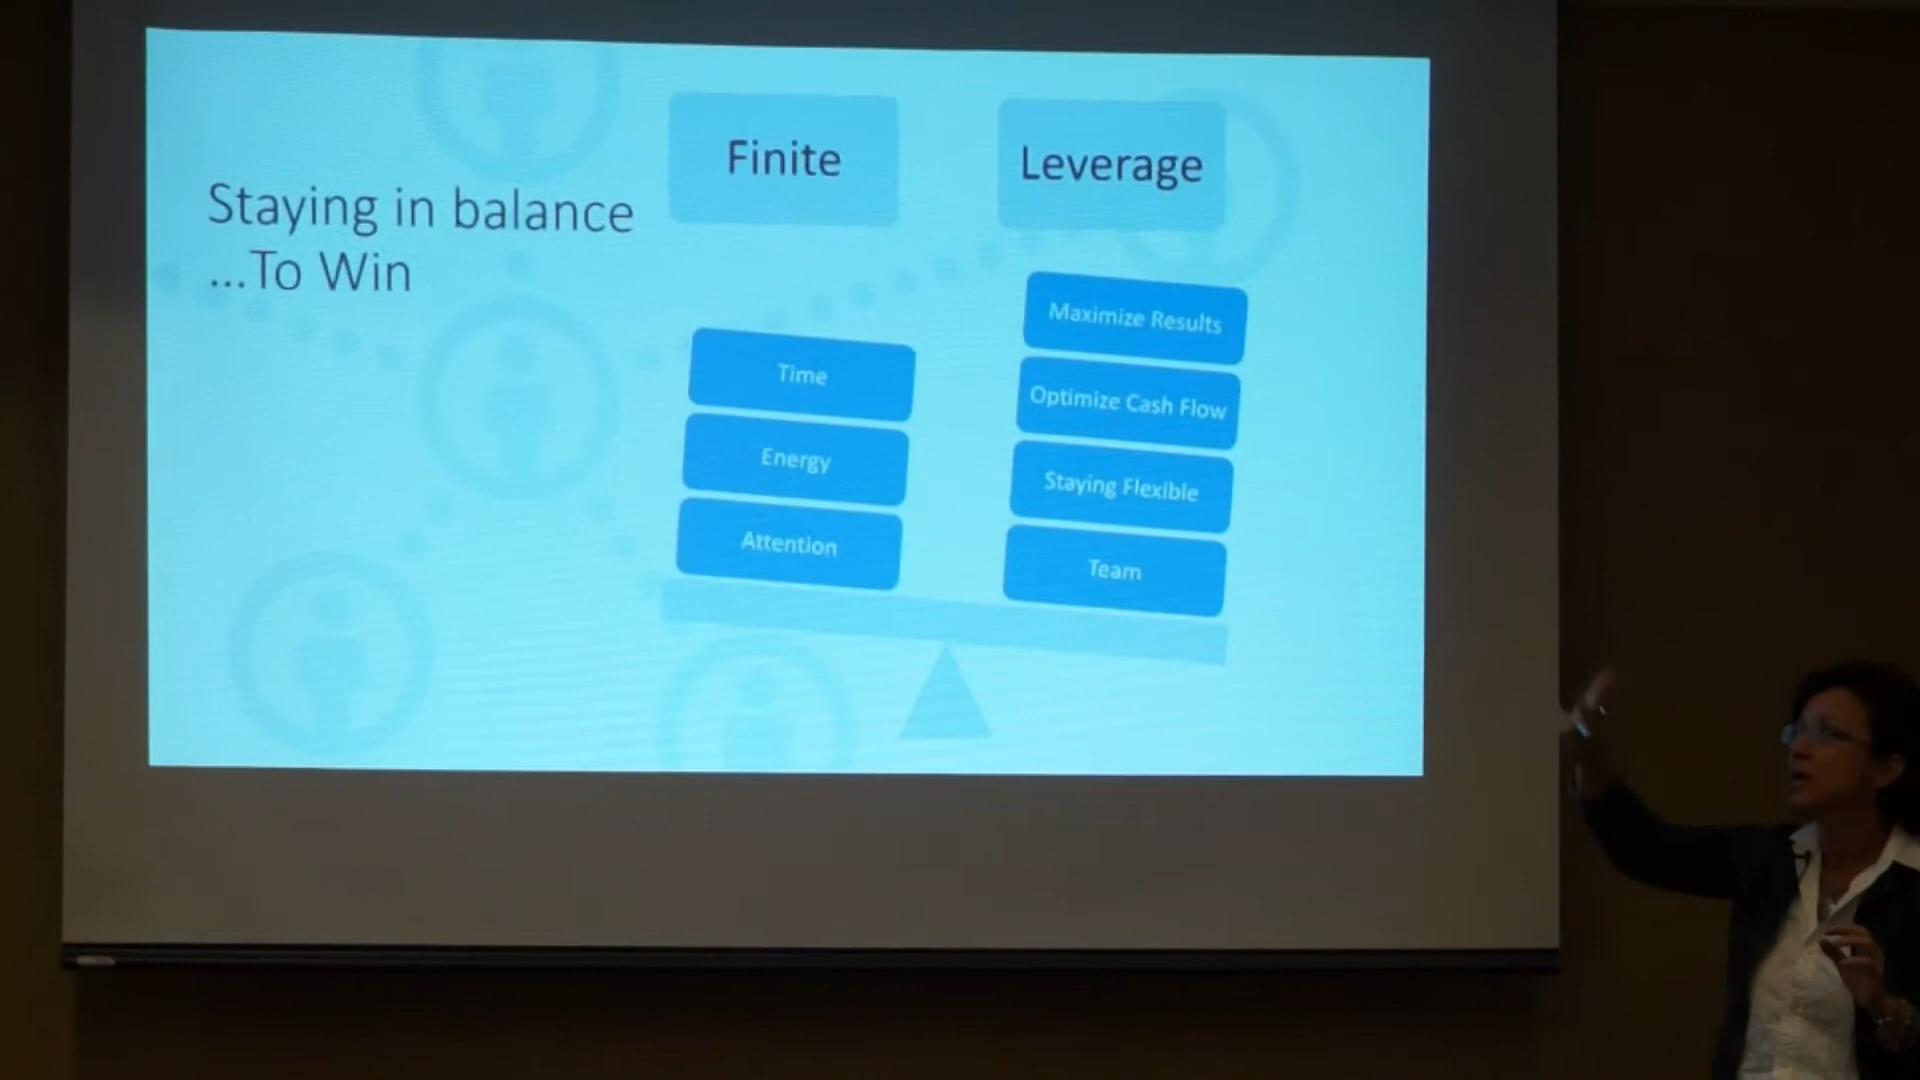 Staying in balance
...To Win
Finite
Leverage
Time
Energy
Attention
Maximize Results
Optimize Cash Flow
Staying Flexible
Team